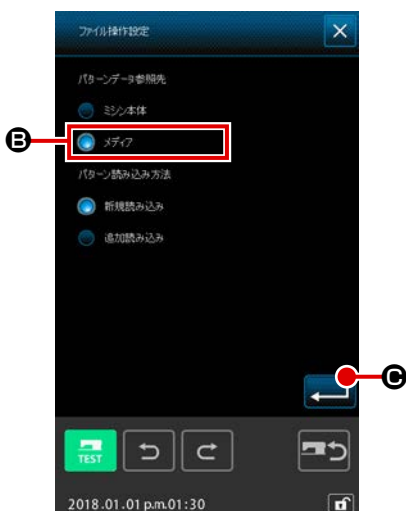 ファイル操作設定
パターンデータ参照先
ミシン本体
B
メディア
パターン読み込み方法
新規読み込み
追加読み込み
C
TEST
2018.01.01 p.m.01:30